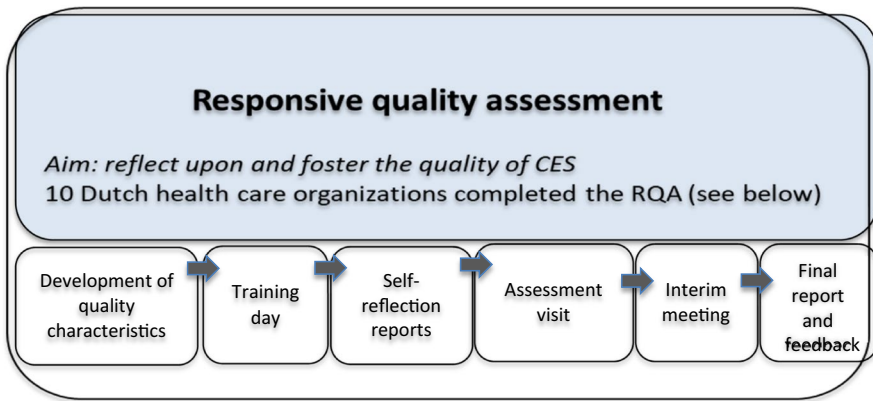 Responsive quality assessment
Aim: reflect upon and foster the quality of CES
10 Dutch health care organizations completed the RQA (see below)
Development of
quality
characteristics
Training
day
Self-
reflection
reports
Assessment
visit
Interim
meeting
Final
report
and
feedback